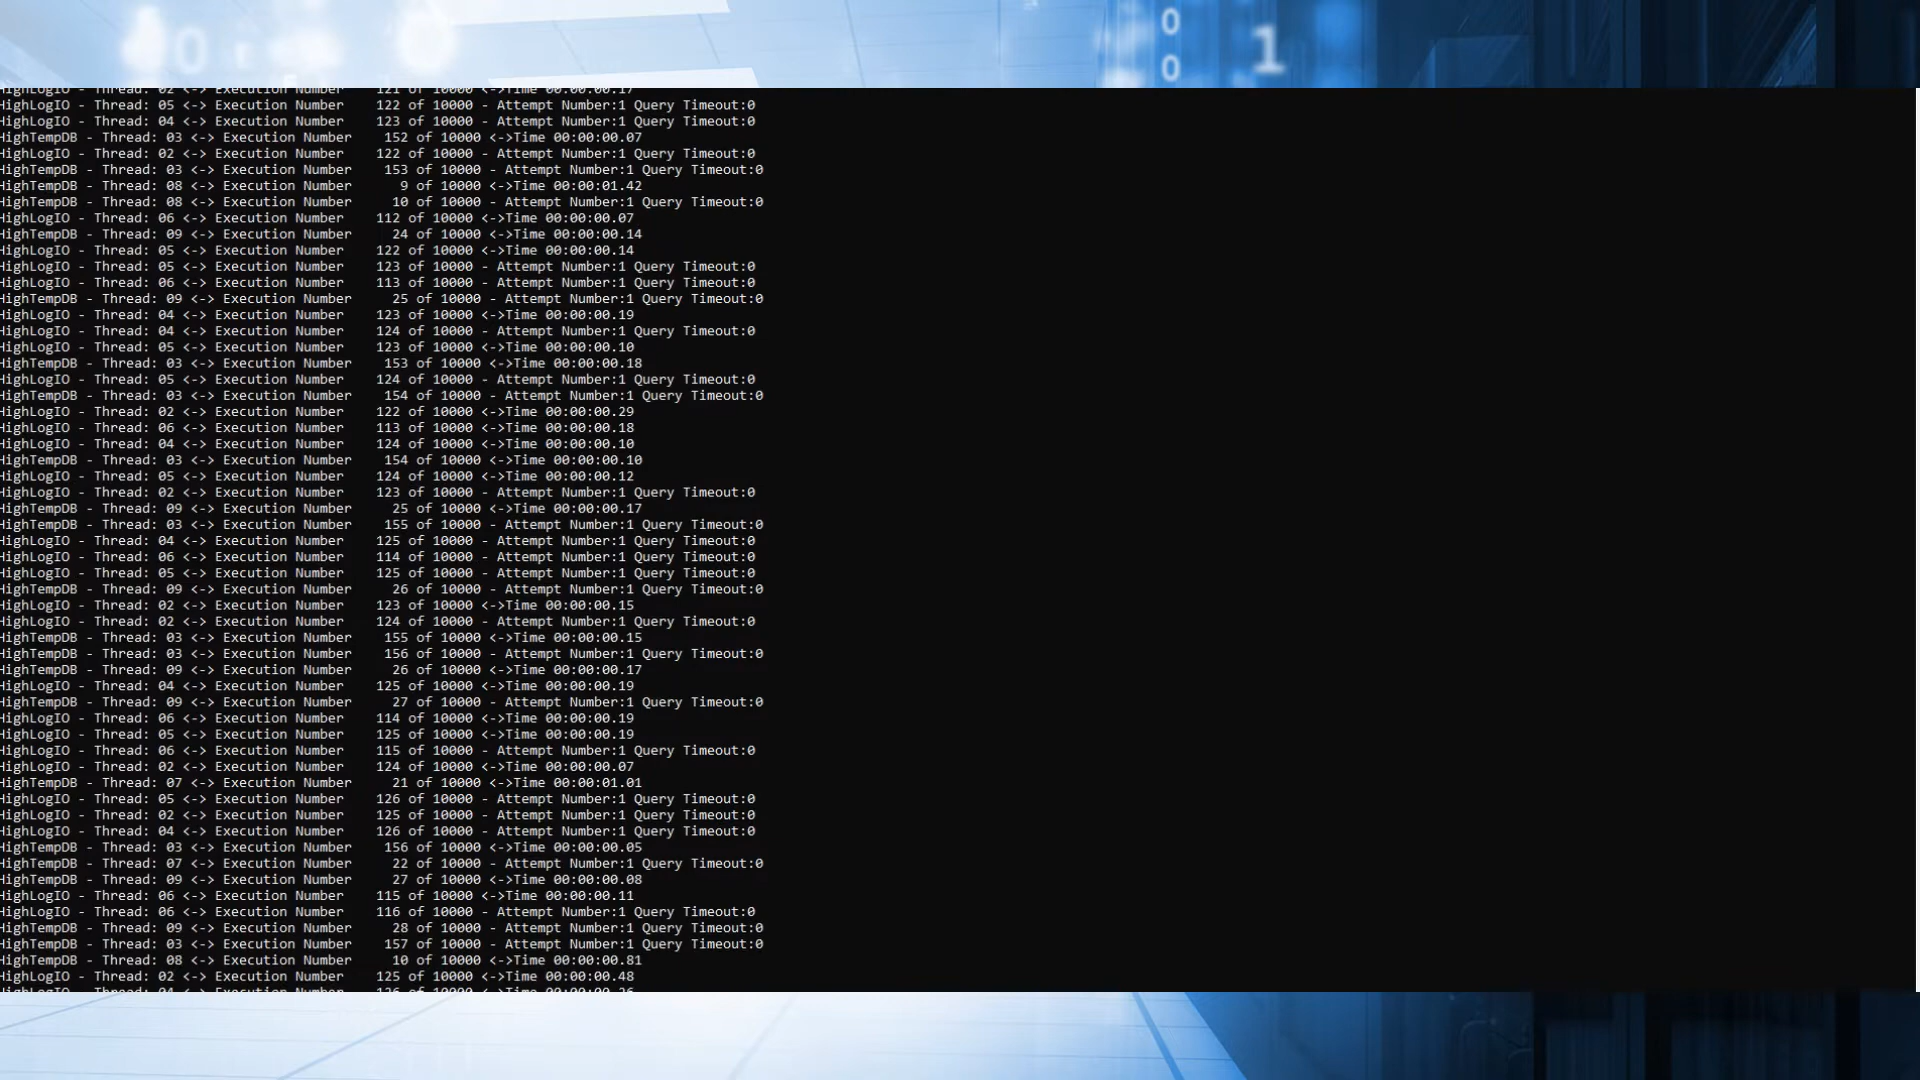 0
0
1
HighLogIO - Thread: 02 <-> Execution Number    121 of 10000 <->Time 00:00:00.17
HighLogIO - Thread: 05 <-> Execution Number    122 of 10000 - Attempt Number:1 Query Timeout:0
HighLogIO - Thread: 04 <-> Execution Number    123 of 10000 - Attempt Number:1 Query Timeout:0
HighTempDB - Thread: 03 <-> Execution Number    152 of 10000 <->Time 00:00:00.07
HighLogIO - Thread: 02 <-> Execution Number    122 of 10000 - Attempt Number:1 Query Timeout:0
HighTempDB - Thread: 03 <-> Execution Number    153 of 10000 - Attempt Number:1 Query Timeout:0
HighTempDB - Thread: 08 <-> Execution Number      9 of 10000 <->Time 00:00:01.42
HighTempDB - Thread: 08 <-> Execution Number     10 of 10000 - Attempt Number:1 Query Timeout:0
HighLogIO - Thread: 06 <-> Execution Number    112 of 10000 <->Time 00:00:00.07
HighTempDB - Thread: 09 <-> Execution Number     24 of 10000 <->Time 00:00:00.14
HighLogIO - Thread: 05 <-> Execution Number    122 of 10000 <->Time 00:00:00.14
HighLogIO - Thread: 05 <-> Execution Number    123 of 10000 - Attempt Number:1 Query Timeout:0
HighLogIO - Thread: 06 <-> Execution Number    113 of 10000 - Attempt Number:1 Query Timeout:0
HighTempDB - Thread: 09 <-> Execution Number     25 of 10000 - Attempt Number:1 Query Timeout:0
HighLogIO - Thread: 04 <-> Execution Number    123 of 10000 <->Time 00:00:00.19
HighLogIO - Thread: 04 <-> Execution Number    124 of 10000 - Attempt Number:1 Query Timeout:0
HighLogIO - Thread: 05 <-> Execution Number    123 of 10000 <->Time 00:00:00.10
HighTempDB - Thread: 03 <-> Execution Number    153 of 10000 <->Time 00:00:00.18
HighLogIO - Thread: 05 <-> Execution Number    124 of 10000 - Attempt Number:1 Query Timeout:0
HighTempDB - Thread: 03 <-> Execution Number    154 of 10000 - Attempt Number:1 Query Timeout:0
HighLogIO - Thread: 02 <-> Execution Number    122 of 10000 <->Time 00:00:00.29
HighLogIO - Thread: 06 <-> Execution Number    113 of 10000 <->Time 00:00:00.18
HighLogIO - Thread: 04 <-> Execution Number    124 of 10000 <->Time 00:00:00.10
HighTempDB - Thread: 03 <-> Execution Number    154 of 10000 <->Time 00:00:00.10
HighLogIO - Thread: 05 <-> Execution Number    124 of 10000 <->Time 00:00:00.12
HighLogIO - Thread: 02 <-> Execution Number    123 of 10000 - Attempt Number:1 Query Timeout:0
HighTempDB - Thread: 09 <-> Execution Number     25 of 10000 <->Time 00:00:00.17
HighTempDB - Thread: 03 <-> Execution Number    155 of 10000 - Attempt Number:1 Query Timeout:0
HighLogIO - Thread: 04 <-> Execution Number    125 of 10000 - Attempt Number:1 Query Timeout:0
HighLogIO - Thread: 06 <-> Execution Number    114 of 10000 - Attempt Number:1 Query Timeout:0
HighLogIO - Thread: 05 <-> Execution Number    125 of 10000 - Attempt Number:1 Query Timeout:0
HighTempDB - Thread: 09 <-> Execution Number     26 of 10000 - Attempt Number:1 Query Timeout:0
HighLogIO - Thread: 02 <-> Execution Number    123 of 10000 <->Time 00:00:00.15
HighLogIO - Thread: 02 <-> Execution Number    124 of 10000 - Attempt Number:1 Query Timeout:0
HighTempDB - Thread: 03 <-> Execution Number    155 of 10000 <->Time 00:00:00.15
HighTempDB - Thread: 03 <-> Execution Number    156 of 10000 - Attempt Number:1 Query Timeout:0
HighTempDB - Thread: 09 <-> Execution Number     26 of 10000 <->Time 00:00:00.17
HighLogIO - Thread: 04 <-> Execution Number    125 of 10000 <->Time 00:00:00.19
HighTempDB - Thread: 09 <-> Execution Number     27 of 10000 - Attempt Number:1 Query Timeout:0
HighLogIO - Thread: 06 <-> Execution Number    114 of 10000 <->Time 00:00:00.19
HighLogIO - Thread: 05 <-> Execution Number    125 of 10000 <->Time 00:00:00.19
HighLogIO - Thread: 06 <-> Execution Number    115 of 10000 - Attempt Number:1 Query Timeout:0
HighLogIO - Thread: 02 <-> Execution Number    124 of 10000 <->Time 00:00:00.07
HighTempDB - Thread: 07 <-> Execution Number     21 of 10000 <->Time 00:00:01.01
HighLogIO - Thread: 05 <-> Execution Number    126 of 10000 - Attempt Number:1 Query Timeout:0
HighLogIO - Thread: 02 <-> Execution Number    125 of 10000 - Attempt Number:1 Query Timeout:0
HighLogIO - Thread: 04 <-> Execution Number    126 of 10000 - Attempt Number:1 Query Timeout:0
HighTempDB - Thread: 03 <-> Execution Number    156 of 10000 <->Time 00:00:00.05
HighTempDB - Thread: 07 <-> Execution Number     22 of 10000 - Attempt Number:1 Query Timeout:0
HighTempDB - Thread: 09 <-> Execution Number     27 of 10000 <->Time 00:00:00.08
HighLogIO - Thread: 06 <-> Execution Number    115 of 10000 <->Time 00:00:00.11
HighLogIO - Thread: 06 <-> Execution Number    116 of 10000 - Attempt Number:1 Query Timeout:0
HighTempDB - Thread: 09 <-> Execution Number     28 of 10000 - Attempt Number:1 Query Timeout:0
HighTempDB - Thread: 03 <-> Execution Number    157 of 10000 - Attempt Number:1 Query Timeout:0
HighTempDB - Thread: 08 <-> Execution Number     10 of 10000 <->Time 00:00:00.81
HighLogIO - Thread: 02 <-> Execution Number    125 of 10000 <->Time 00:00:00.48
HighLogIO - Thread: 04 <-> Execution Number    126 of 10000 <->Time 00:00:00.26